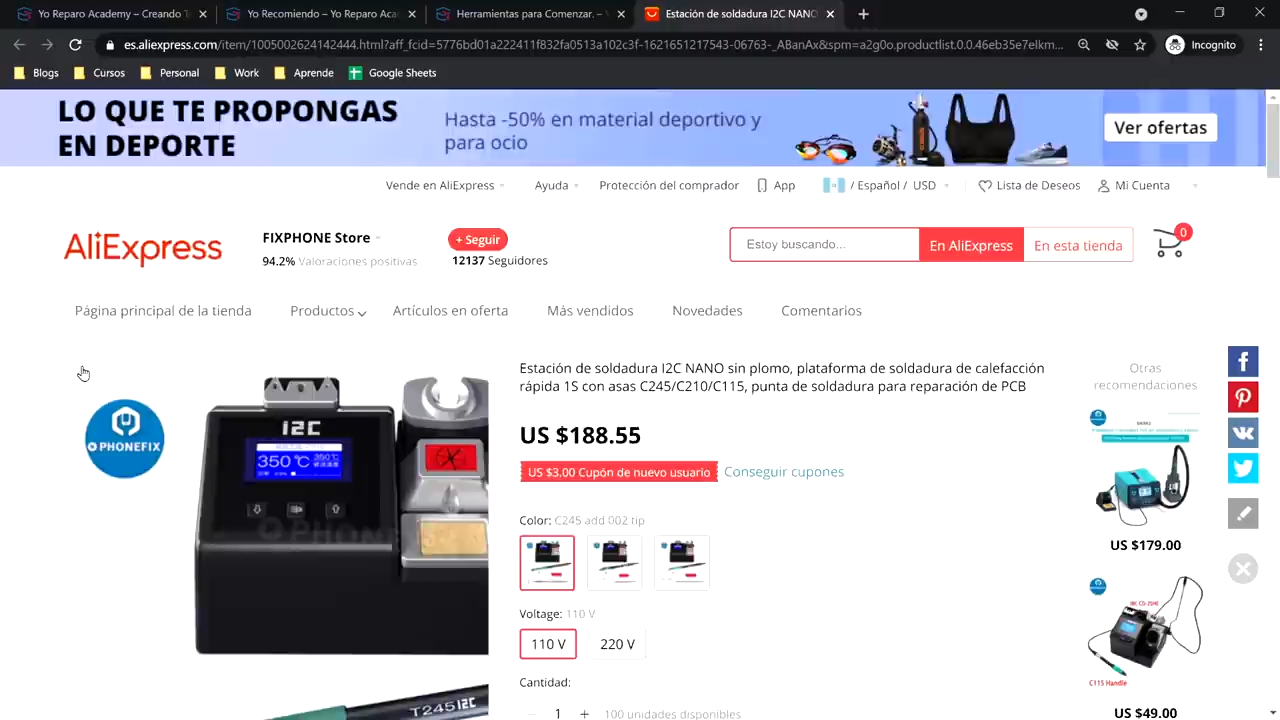 Yo Reparo Academy – Creando Te
Yo Recomiendo – Yo Reparo Aca
Herramientas para Comenzar. – V
Estación de soldadura I2C NANO
es.aliexpress.com/item/1005002624142444.html?aff_fcid=5776bd01a222411f832fa0513a102c3f-1621651217543-06763-_ABanAx&spm=a2g0o.productlist.0.0.46eb35e7elkm...
Incognito
Blogs
Cursos
Personal
Work
Aprende
Google Sheets
LO QUE TE PROPONGAS
EN DEPORTE
Hasta -50% en material deportivo y
para ocio
Ver ofertas
Vende en AliExpress
Ayuda
Protección del comprador
App
/ Español / USD
Lista de Deseos
Mi Cuenta
AliExpress
FIXPHONE Store
94.2% Valoraciones positivas
+ Seguir
12137 Seguidores
Estoy buscando...
En AliExpress
En esta tienda
0
Página principal de la tienda
Productos
Artículos en oferta
Más vendidos
Novedades
Comentarios
PHONEFIX
i2C
350℃
T245 I2C
Estación de soldadura I2C NANO sin plomo, plataforma de soldadura de calefacción
rápida 1S con asas C245/C210/C115, punta de soldadura para reparación de PCB
US $188.55
US $3.00 Cupón de nuevo usuario
Conseguir cupones
Color: C245 add 002 tip
Voltage: 110 V
110 V
220 V
Cantidad:
− 1 +
100 unidades disponibles
Otras
recomendaciones
US $179.00
C115 Handle
US $49.00